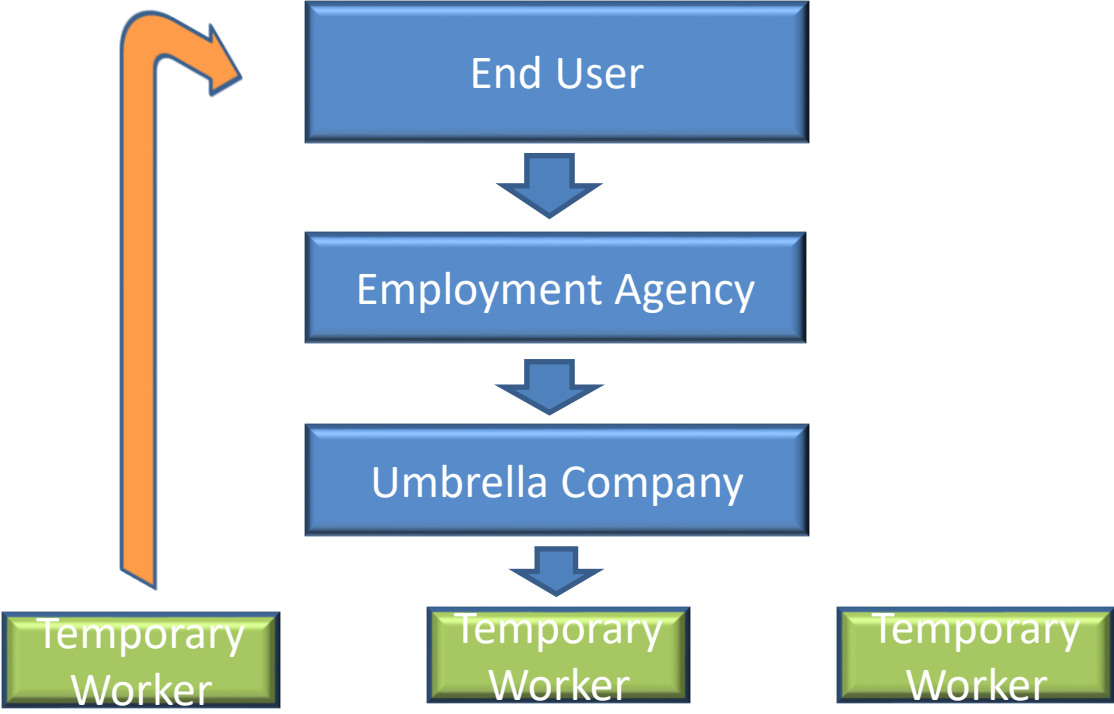 End User
Employment Agency
Umbrella Company
Temporary
Worker
Temporary
Worker
Temporary
Worker